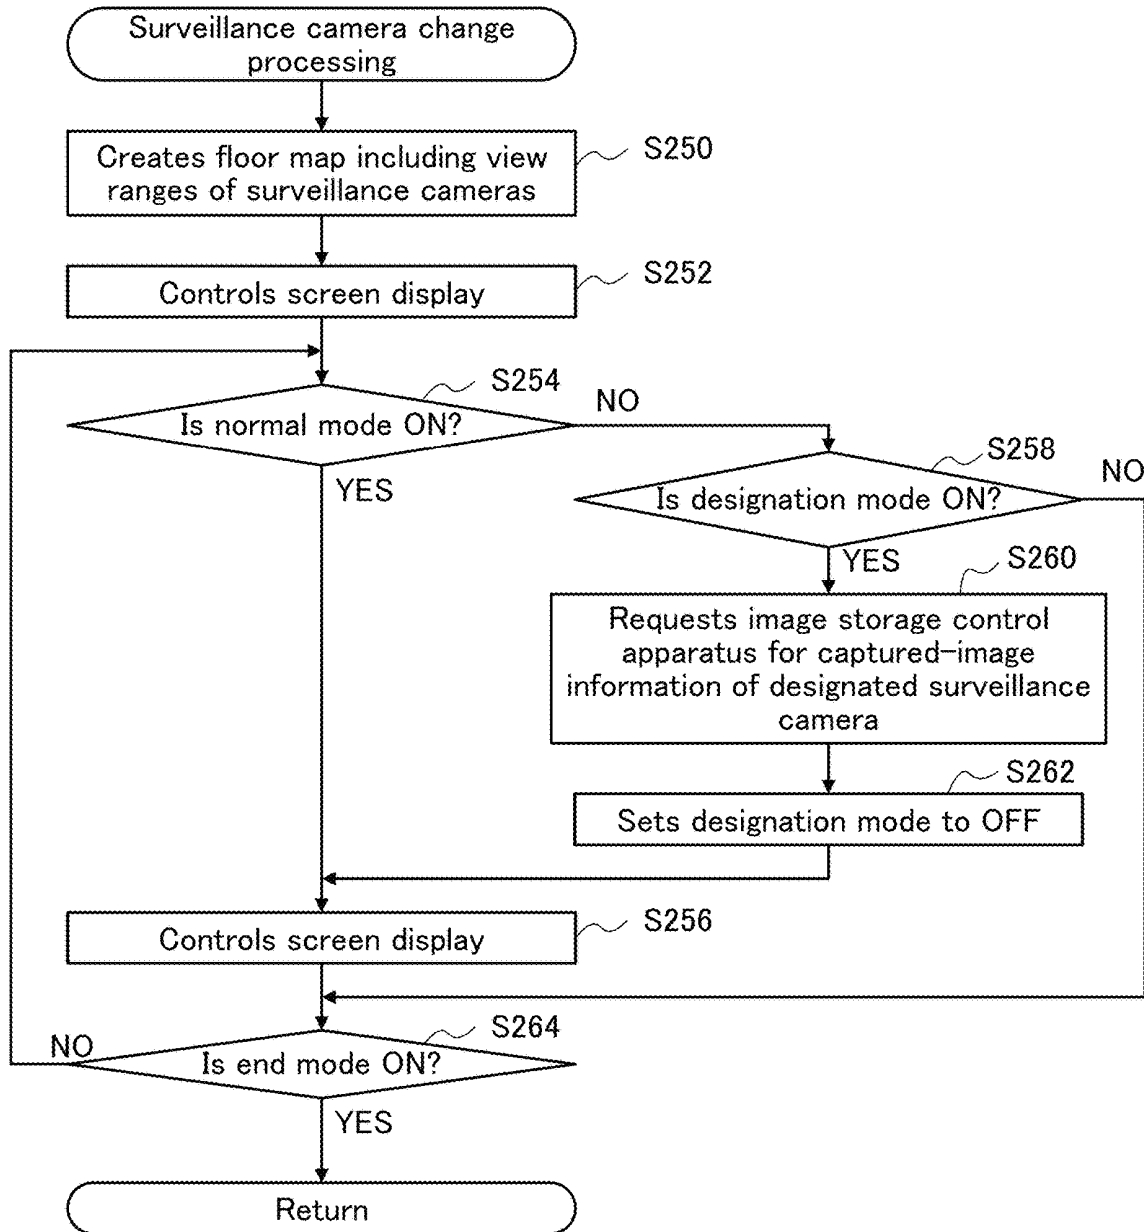 Surveillance camera change
processing
Creates floor map including view
ranges of surveillance cameras
S250
Controls screen display
S252
Is normal mode ON?
S254
NO
YES
Is designation mode ON?
S258
NO
YES
Requests image storage control
apparatus for captured-image
information of designated surveillance
camera
S260
Sets designation mode to OFF
S262
Controls screen display
S256
Is end mode ON?
S264
NO
YES
Return